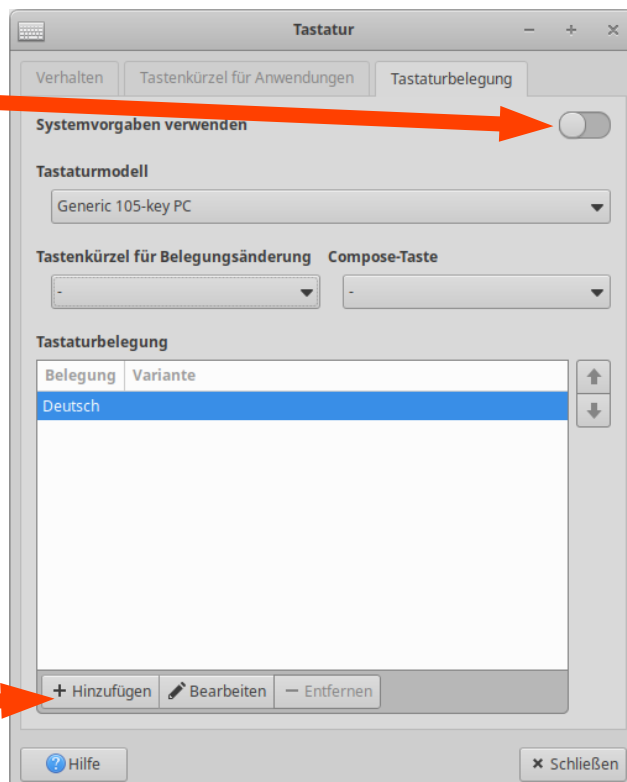 Tastatur
Verhalten Tastenkürzel für Anwendungen Tastaturbelegung
Systemvorgaben verwenden
Tastaturmodell
Generic 105-key PC
Tastenkürzel für Belegungsänderung Compose-Taste
- -
Tastaturbelegung
Belegung Variante
Deutsch
+ Hinzufügen Bearbeiten − Entfernen
Hilfe × Schließen